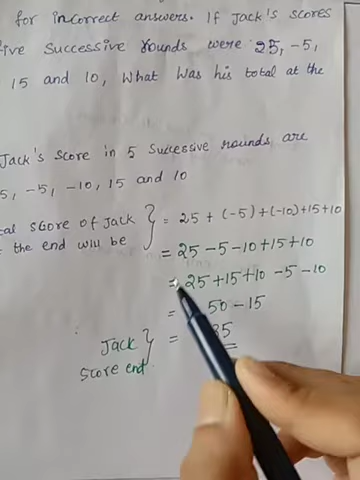 for incorrect answers. If Jack's scores
five Successive rounds were 25, -5,
15 and 10, What Was his total at the
Jack's Score in 5 Successive rounds are
5, -5, -10, 15 and 10
Score of Jack } = 25 + (-5) + (-10) +15+10
the end will be
= 25 -5 -10 +15 +10
= 25 +15 +10 -5 -10
= 50 - 15
Jack } = 35
Score end